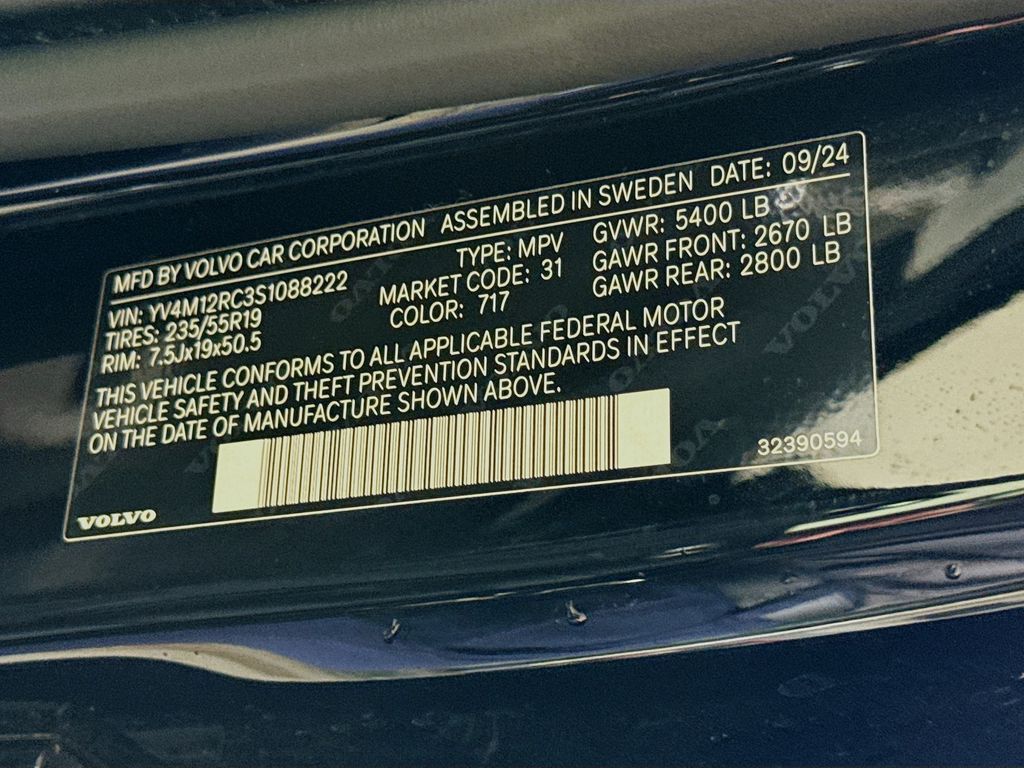 MFD BY VOLVO CAR CORPORATION ASSEMBLED IN SWEDEN DATE: 09/24
VIN: YV4M12RC3S1088222 TYPE: MPV GVWR: 5400 LB
TIRES: 235/55R19 MARKET CODE: 31 GAWR FRONT: 2670 LB
RIM: 7.5Jx19x50.5 COLOR: 717 GAWR REAR: 2800 LB
THIS VEHICLE CONFORMS TO ALL APPLICABLE FEDERAL MOTOR
VEHICLE SAFETY AND THEFT PREVENTION STANDARDS IN EFFECT
ON THE DATE OF MANUFACTURE SHOWN ABOVE.
32390594
VOLVO